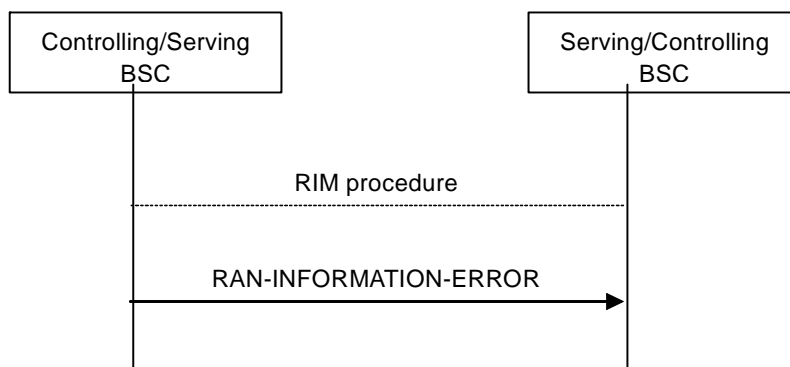 Controlling/Serving
BSC
Serving/Controlling
BSC
RIM procedure
RAN-INFORMATION-ERROR